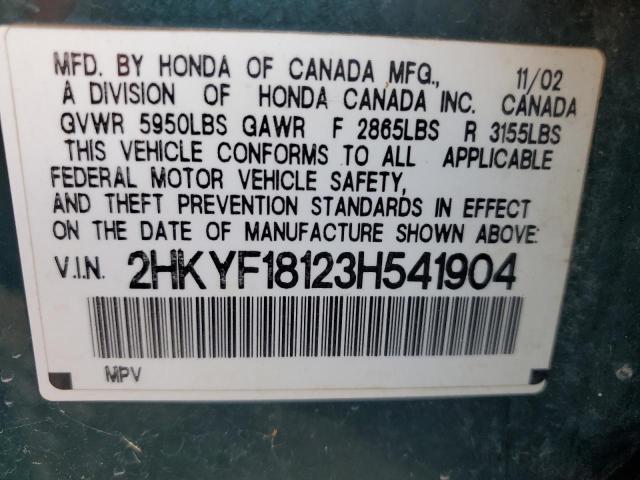 MFD. BY HONDA OF CANADA MFG., 11/02
A DIVISION OF HONDA CANADA INC. CANADA
GVWR 5950LBS GAWR F 2865LBS R 3155LBS
THIS VEHICLE CONFORMS TO ALL APPLICABLE
FEDERAL MOTOR VEHICLE SAFETY,
AND THEFT PREVENTION STANDARDS IN EFFECT
ON THE DATE OF MANUFACTURE SHOWN ABOVE.
V.I.N. 2HKYF18123H541904
MPV